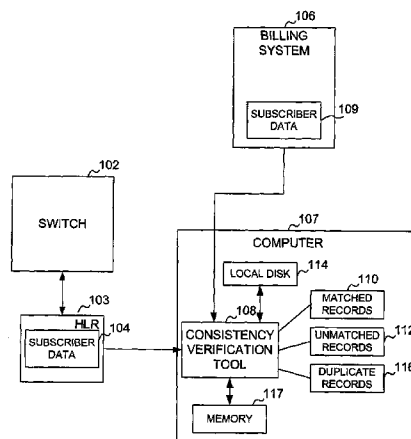 106
BILLING
SYSTEM
SUBSCRIBER
DATA
109
102
SWITCH
107
COMPUTER
LOCAL DISK
114
110
MATCHED
RECORDS
103
HLR
104
SUBSCRIBER
DATA
108
CONSISTENCY
VERIFICATION
TOOL
UNMATCHED
RECORDS
112
DUPLICATE
RECORDS
116
117
MEMORY